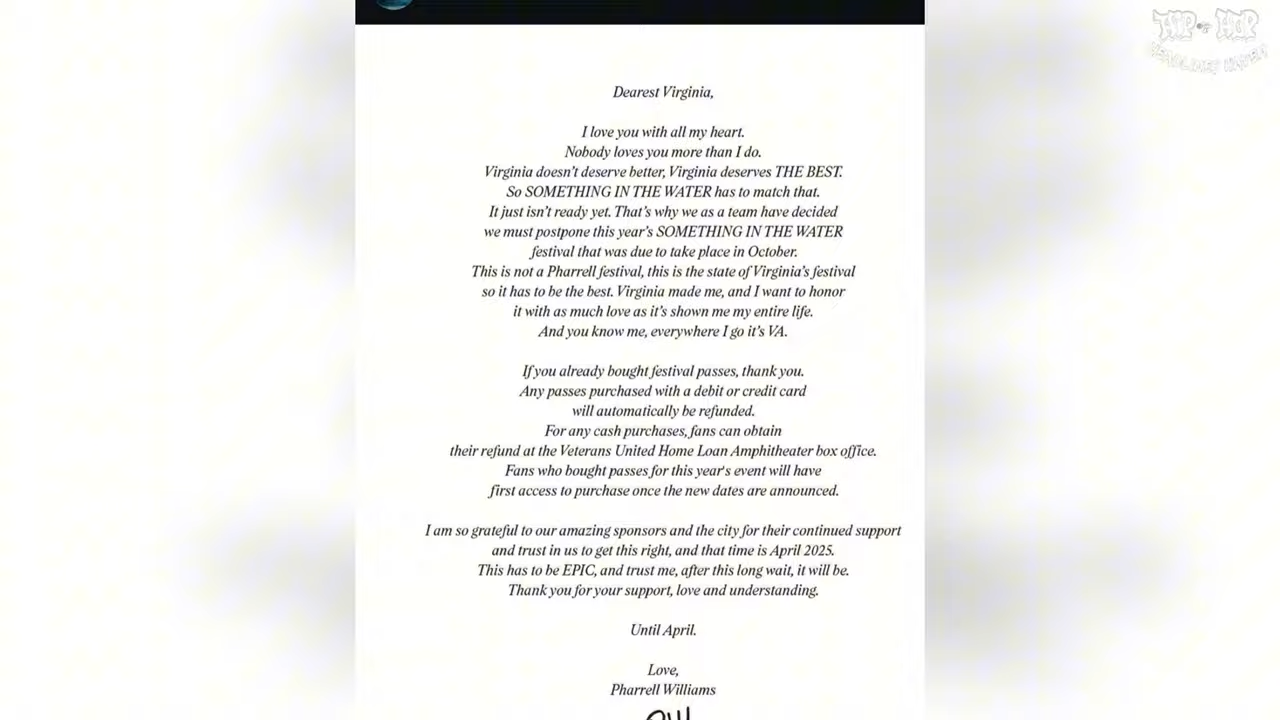 HIP HOP
HEADLINES HAVEN
Dearest Virginia,
I love you with all my heart.
Nobody loves you more than I do.
Virginia doesn't deserve better, Virginia deserves THE BEST.
So SOMETHING IN THE WATER has to match that.
It just isn't ready yet. That's why we as a team have decided
we must postpone this year's SOMETHING IN THE WATER
festival that was due to take place in October.
This is not a Pharrell festival, this is the state of Virginia's festival
so it has to be the best. Virginia made me, and I want to honor
it with as much love as it's shown me my entire life.
And you know me, everywhere I go it's VA.
If you already bought festival passes, thank you.
Any passes purchased with a debit or credit card
will automatically be refunded.
For any cash purchases, fans can obtain
their refund at the Veterans United Home Loan Amphitheater box office.
Fans who bought passes for this year's event will have
first access to purchase once the new dates are announced.
I am so grateful to our amazing sponsors and the city for their continued support
and trust in us to get this right, and that time is April 2025.
This has to be EPIC, and trust me, after this long wait, it will be.
Thank you for your support, love and understanding.
Until April.
Love,
Pharrell Williams